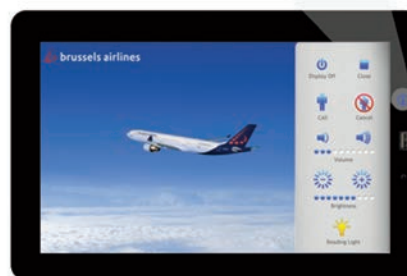 brussels airlines
Display Off Close
Call Cancel
Volume
Brightness
Reading Light